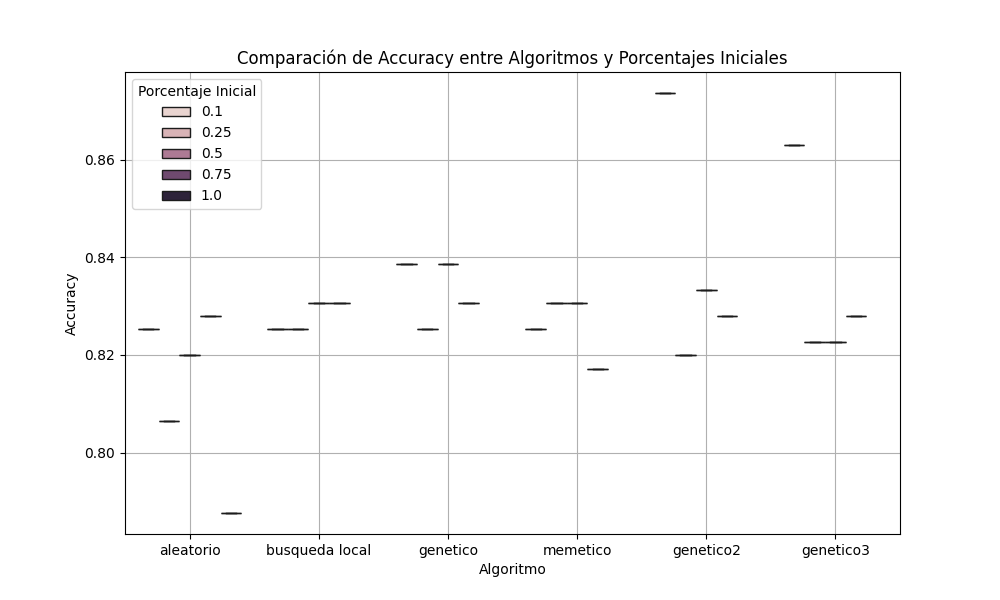 Comparación de Accuracy entre Algoritmos y Porcentajes Iniciales
Porcentaje Inicial
0.1
0.25
0.5
0.75
1.0
0.86
0.84
0.82
0.80
Accuracy
aleatorio
busqueda local
genetico
memetico
genetico2
genetico3
Algoritmo